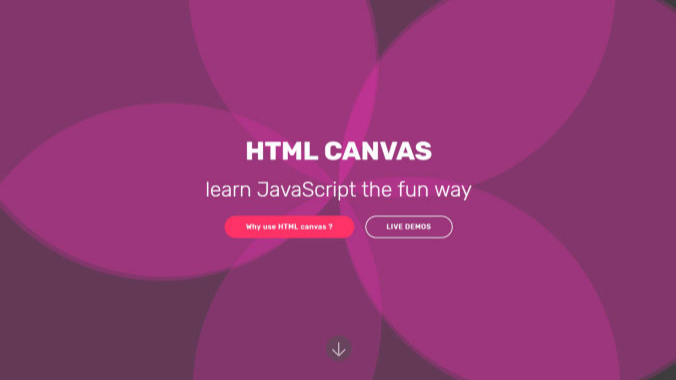 HTML CANVAS
learn JavaScript the fun way
Why use HTML canvas ?
LIVE DEMOS